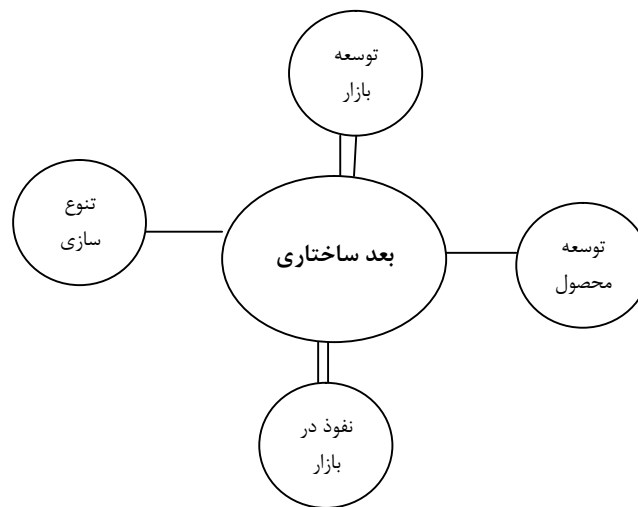 توسعه
بازار
تنوع
سازی
بعد ساختاری
توسعه
محصول
نفوذ در
بازار